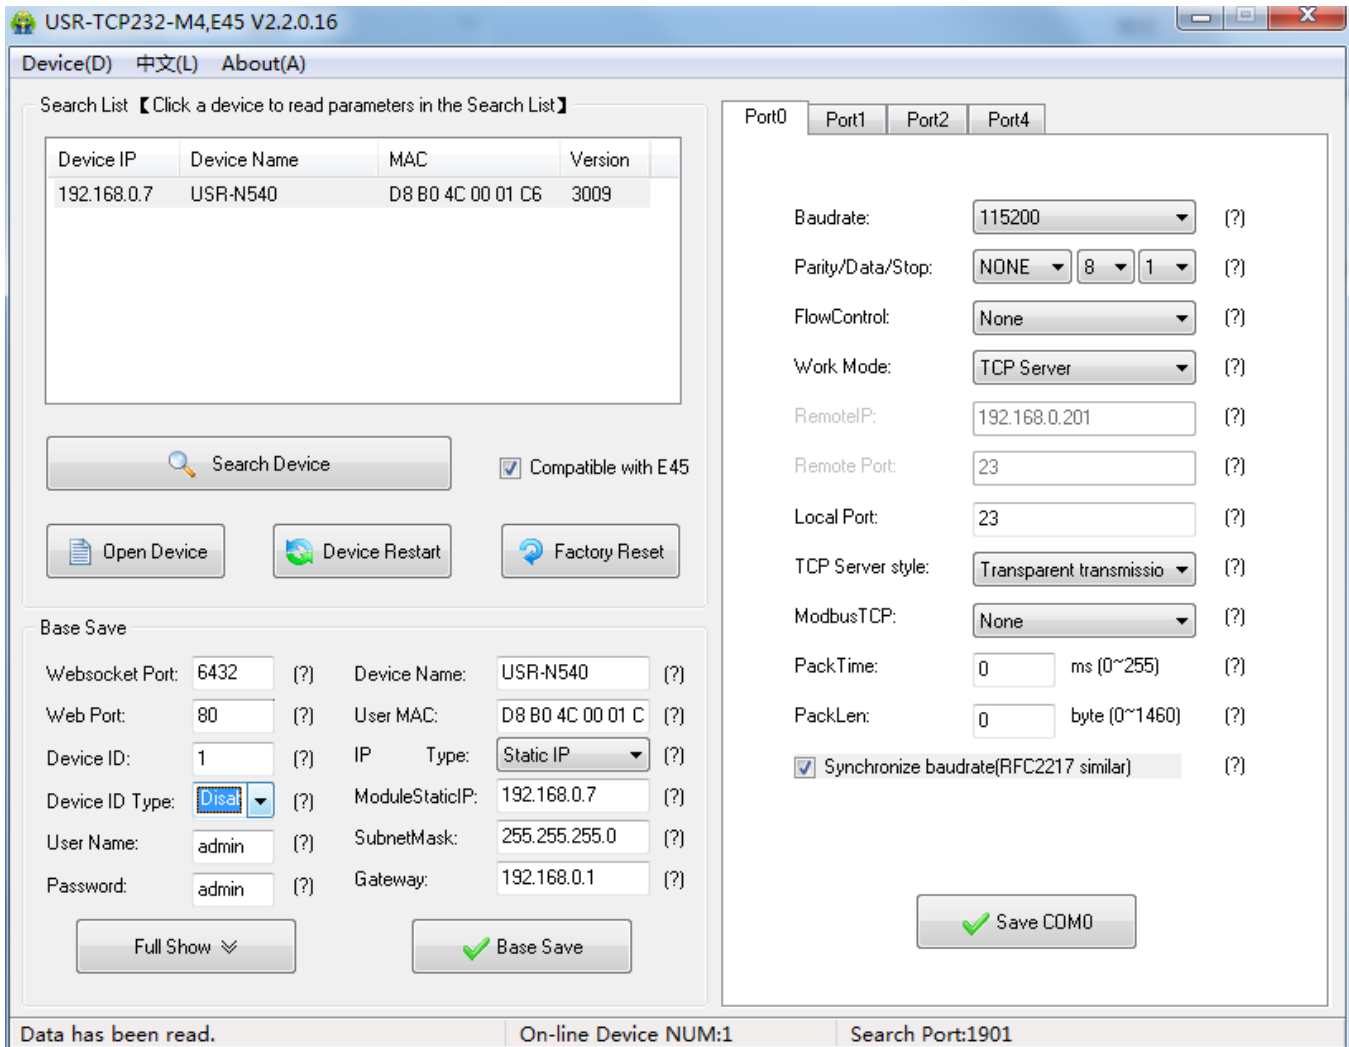 USR-TCP232-M4,E45 V2.2.0.16
Device(D) 中文(L) About(A)
Search List 【Click a device to read parameters in the Search List】
Device IP Device Name MAC Version
192.168.0.7 USR-N540 D8 B0 4C 00 01 C6 3009
Search Device
Compatible with E45
Open Device
Device Restart
Factory Reset
Base Save
Websocket Port: 6432 (?) Device Name: USR-N540 (?)
Web Port: 80 (?) User MAC: D8 B0 4C 00 01 C (?)
Device ID: 1 (?) IP Type: Static IP (?)
Device ID Type: Disal (?) ModuleStaticIP: 192.168.0.7 (?)
User Name: admin (?) SubnetMask: 255.255.255.0 (?)
Password: admin (?) Gateway: 192.168.0.1 (?)
Full Show
Base Save
Port0 Port1 Port2 Port4
Baudrate: 115200 (?)
Parity/Data/Stop: NONE 8 1 (?)
FlowControl: None (?)
Work Mode: TCP Server (?)
RemoteIP: 192.168.0.201 (?)
Remote Port: 23 (?)
Local Port: 23 (?)
TCP Server style: Transparent transmissio (?)
ModbusTCP: None (?)
PackTime: 0 ms (0~255) (?)
PackLen: 0 byte (0~1460) (?)
Synchronize baudrate(RFC2217 similar) (?)
Save COM0
Data has been read. On-line Device NUM:1 Search Port:1901